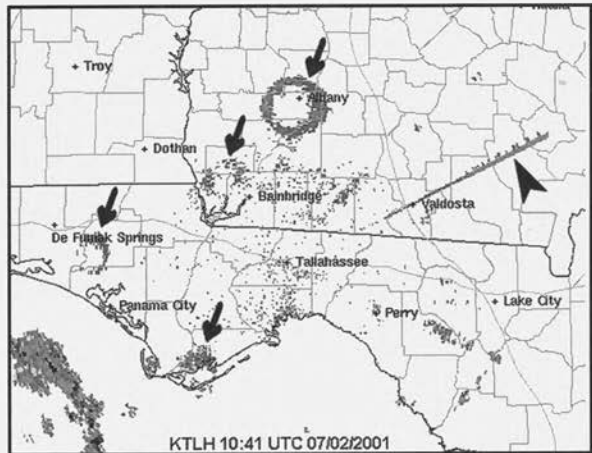 Troy
Albany
Dothan
Bainbridge
Valdosta
De Funiak Springs
Tallahassee
Panama City
Perry
Lake City
KTLH 10:41 UTC 07/02/2001